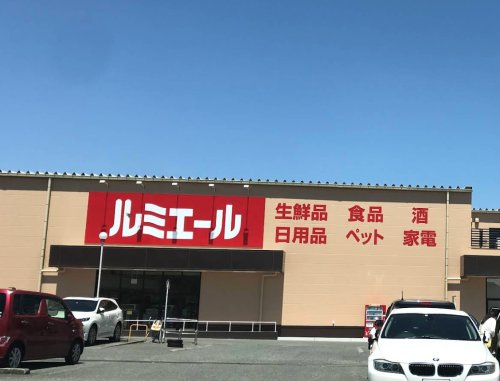 ルミエール
生鮮品 食品 酒
日用品 ペット 家電